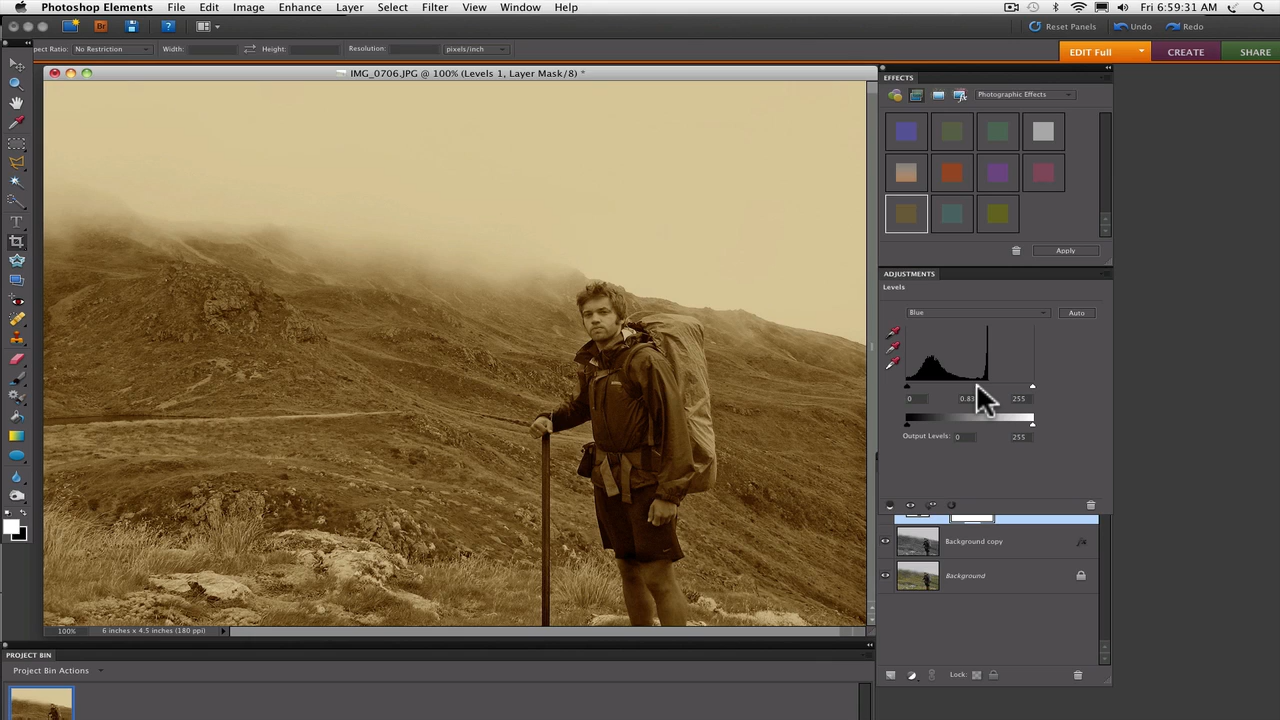 Photoshop Elements File Edit Image Enhance Layer Select Filter View Window Help Fri 6:59:31 AM
Reset Panels Undo Redo
pect Ratio: No Restriction Width: Height: Resolution: pixels/inch EDIT Full CREATE SHARE
IMG_0706.JPG @ 100% (Levels 1, Layer Mask/8) *
EFFECTS
Photographic Effects
Apply
ADJUSTMENTS
Levels
Blue Auto
0 0.83 255
Output Levels: 0 255
Background copy fx
Background
100% 6 inches x 4.5 inches (180 ppi)
PROJECT BIN
Project Bin Actions
Lock: